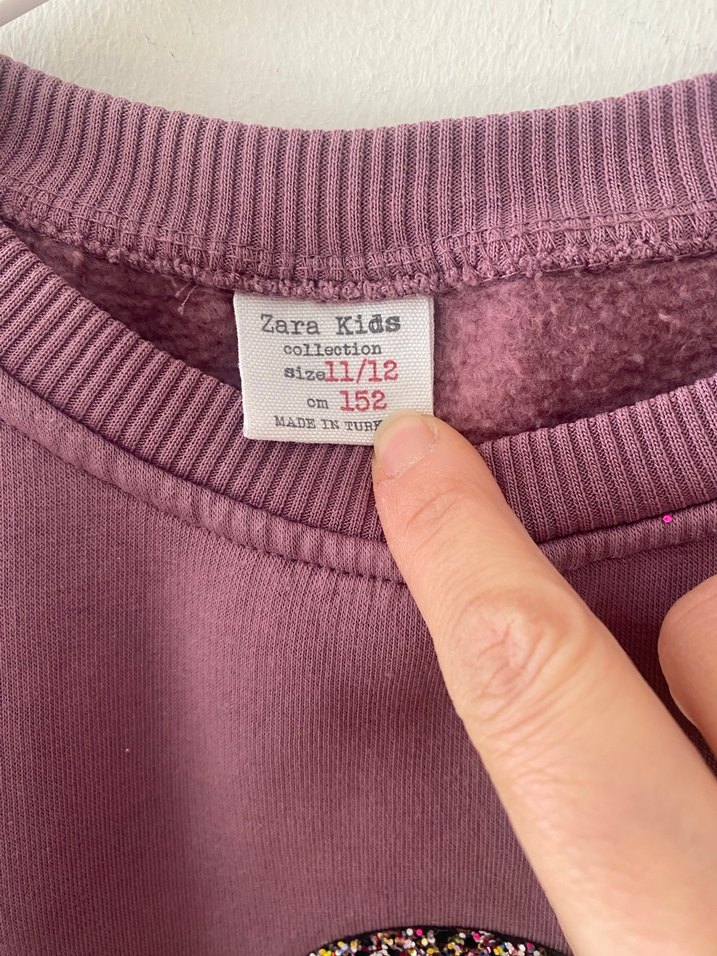 Zara Kids
collection
size 11/12
cm 152
MADE IN